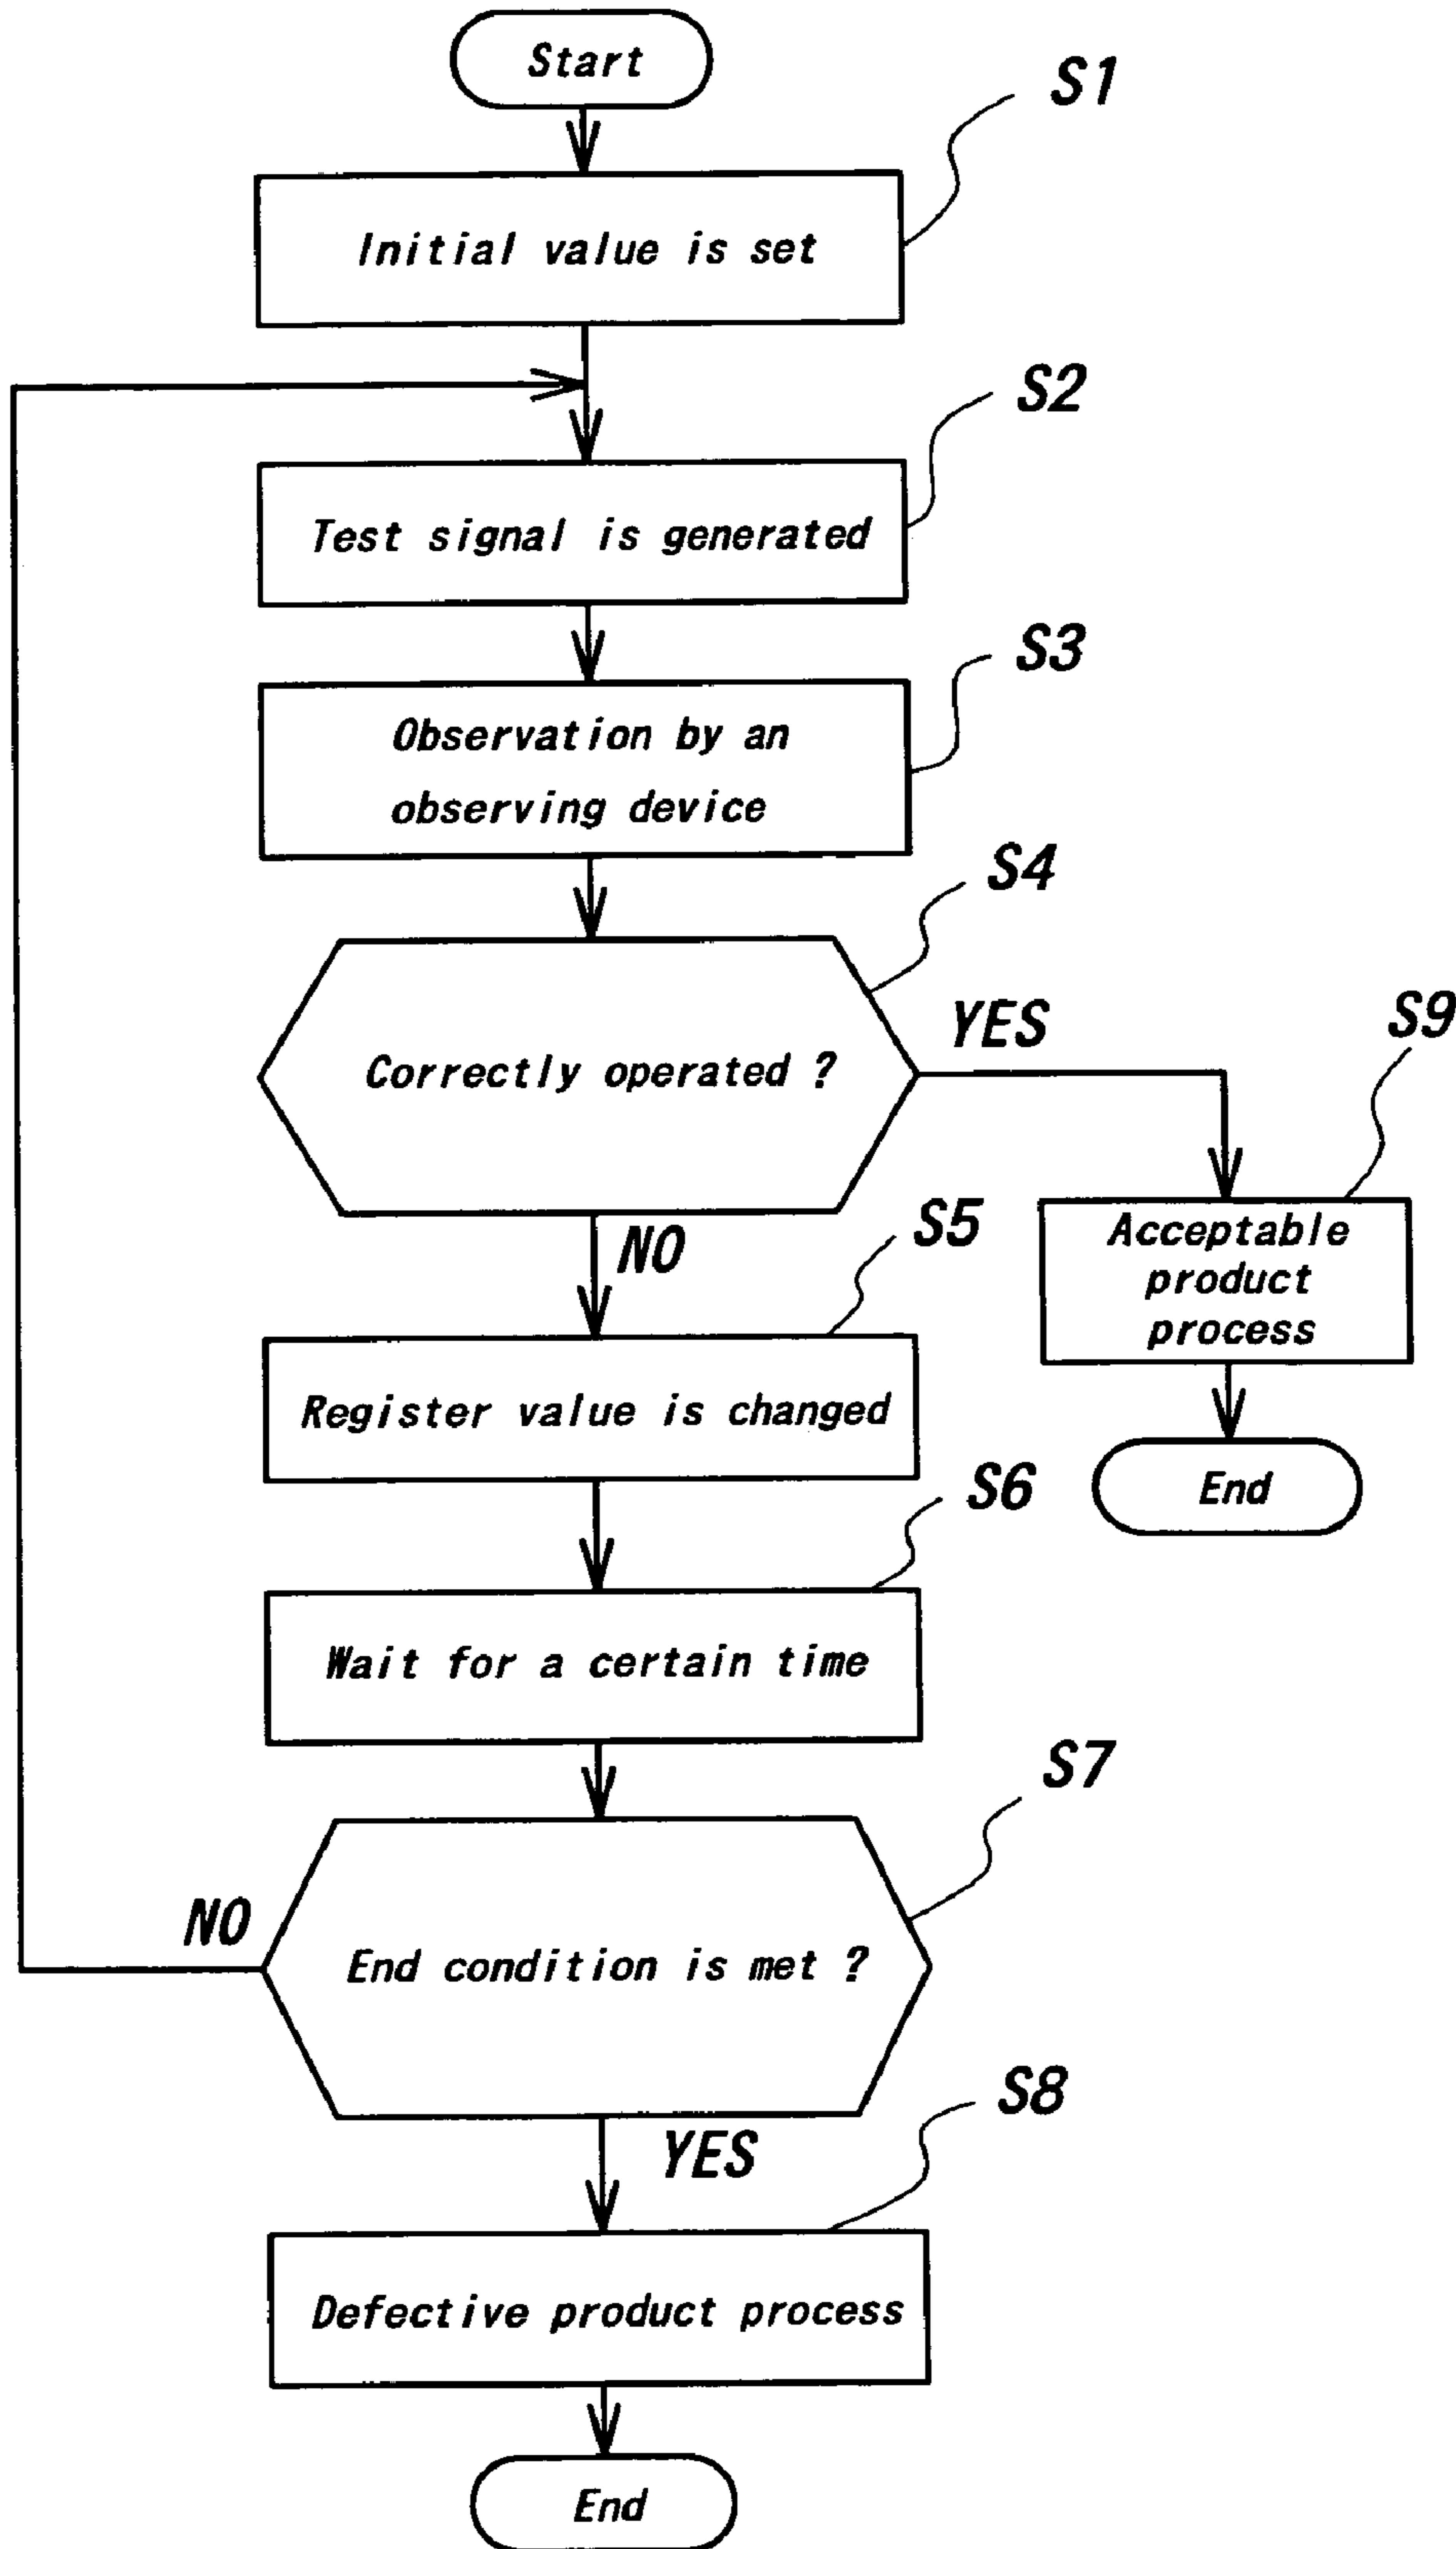 Start
S1
Initial value is set
S2
Test signal is generated
S3
Observation by an
observing device
S4
Correctly operated ?
YES
S9
Acceptable
product
process
End
NO
S5
Register value is changed
S6
Wait for a certain time
S7
End condition is met ?
NO
YES
S8
Defective product process
End